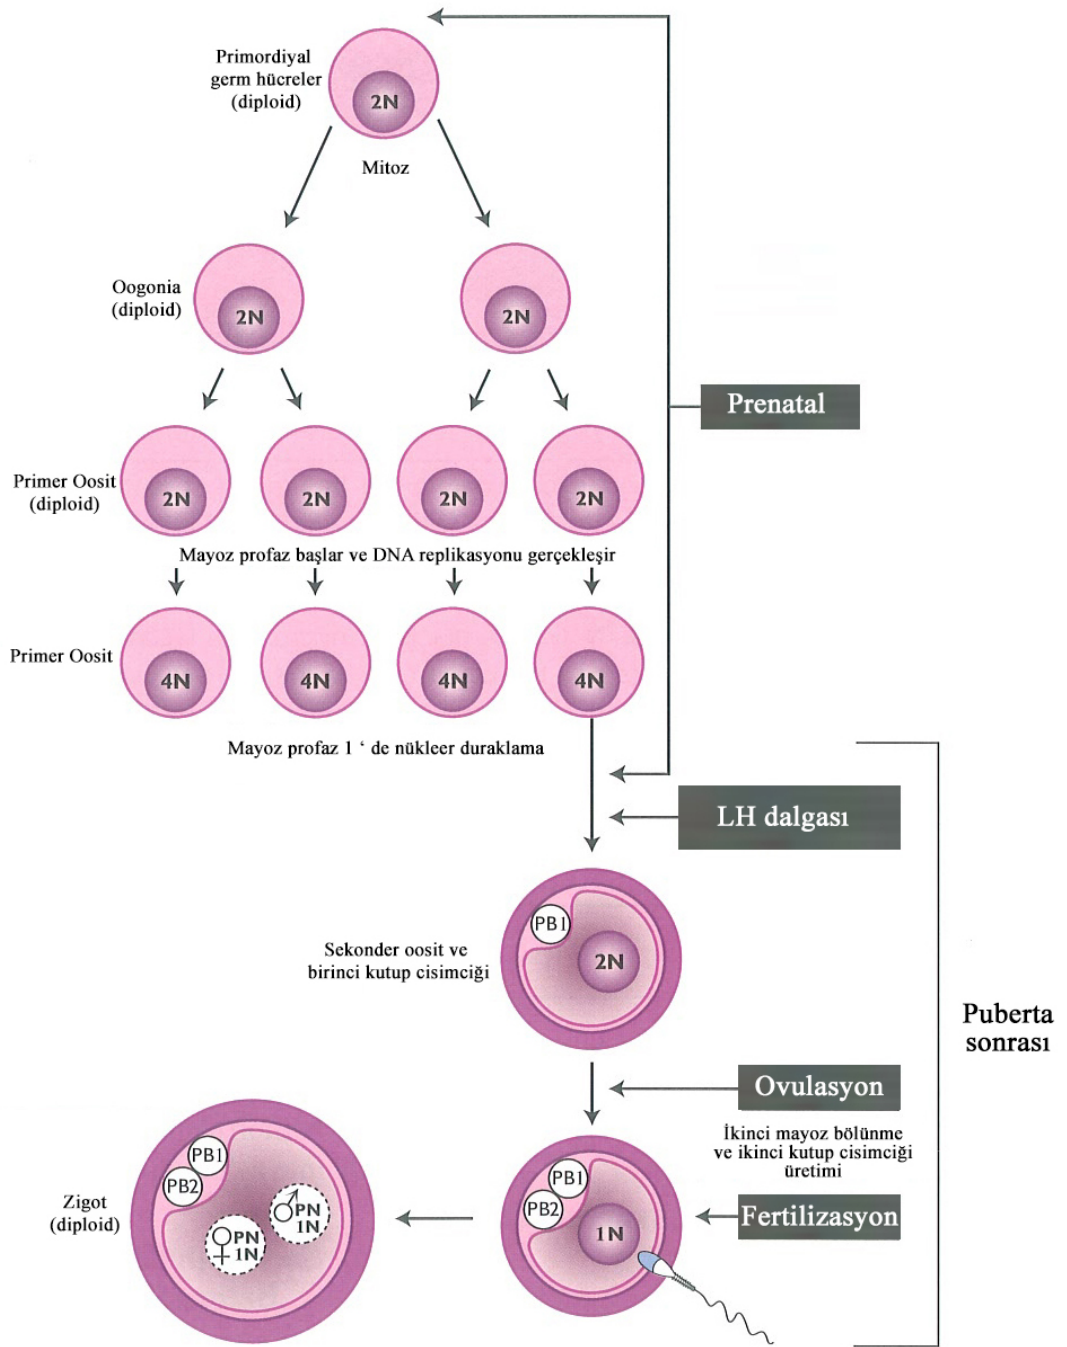 Primordiyal
germ hücreler
(diploid)
2N
Mitoz
Oogonia
(diploid)
2N
2N
Prenatal
Primer Oosit
(diploid)
2N
2N
2N
2N
Mayoz profaz başlar ve DNA replikasyonu gerçekleşir
Primer Oosit
4N
4N
4N
4N
Mayoz profaz 1 ‘ de nükleer duraklama
LH dalgası
PB1
2N
Sekonder oosit ve
birinci kutup cisimciği
Puberta
sonrası
Ovulasyon
İkinci mayoz bölünme
ve ikinci kutup cisimciği
üretimi
Fertilizasyon
PB1
PB2
1N
Zigot
(diploid)
PB1
PB2
♂PN
1N
♀PN
1N